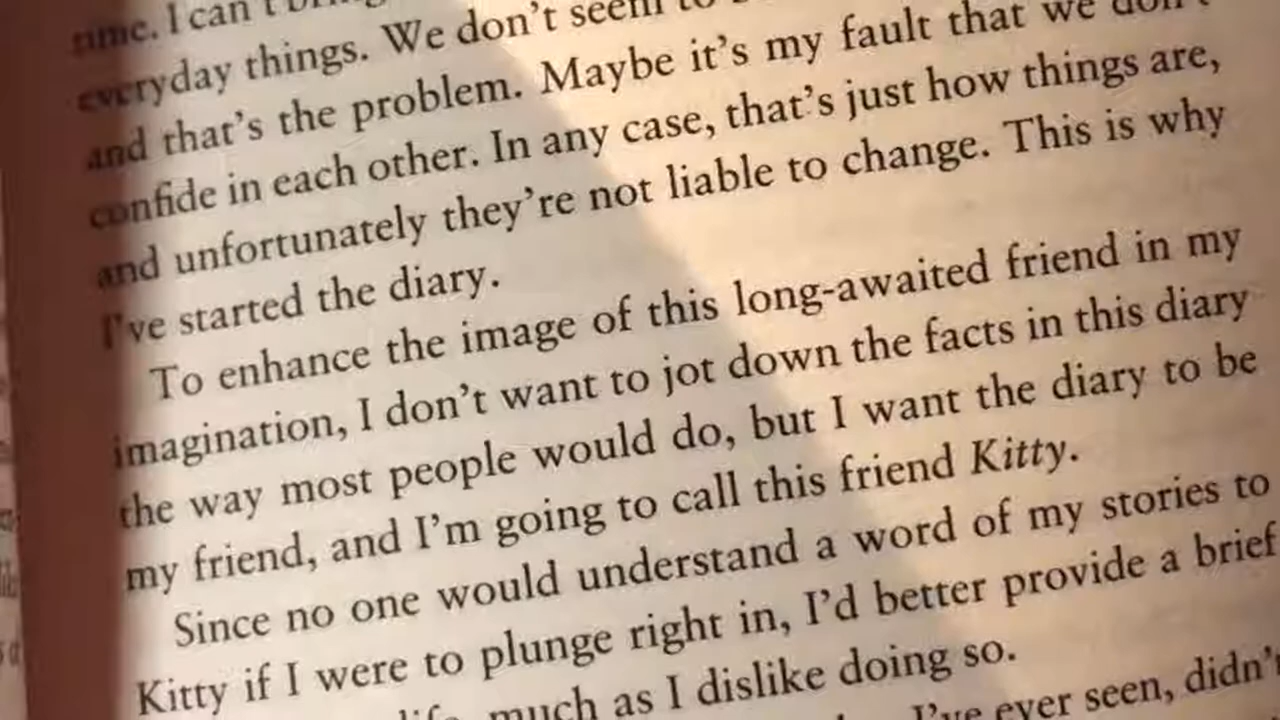 time. I can't
everyday things. We don't seem to
and that's the problem. Maybe it's my fault that we don't
confide in each other. In any case, that's just how things are,
and unfortunately they're not liable to change. This is why
I've started the diary.
To enhance the image of this long-awaited friend in my
imagination, I don't want to jot down the facts in this diary
the way most people would do, but I want the diary to be
my friend, and I'm going to call this friend Kitty.
Since no one would understand a word of my stories to
Kitty if I were to plunge right in, I'd better provide a brief
much as I dislike doing so.
I've ever seen, didn't